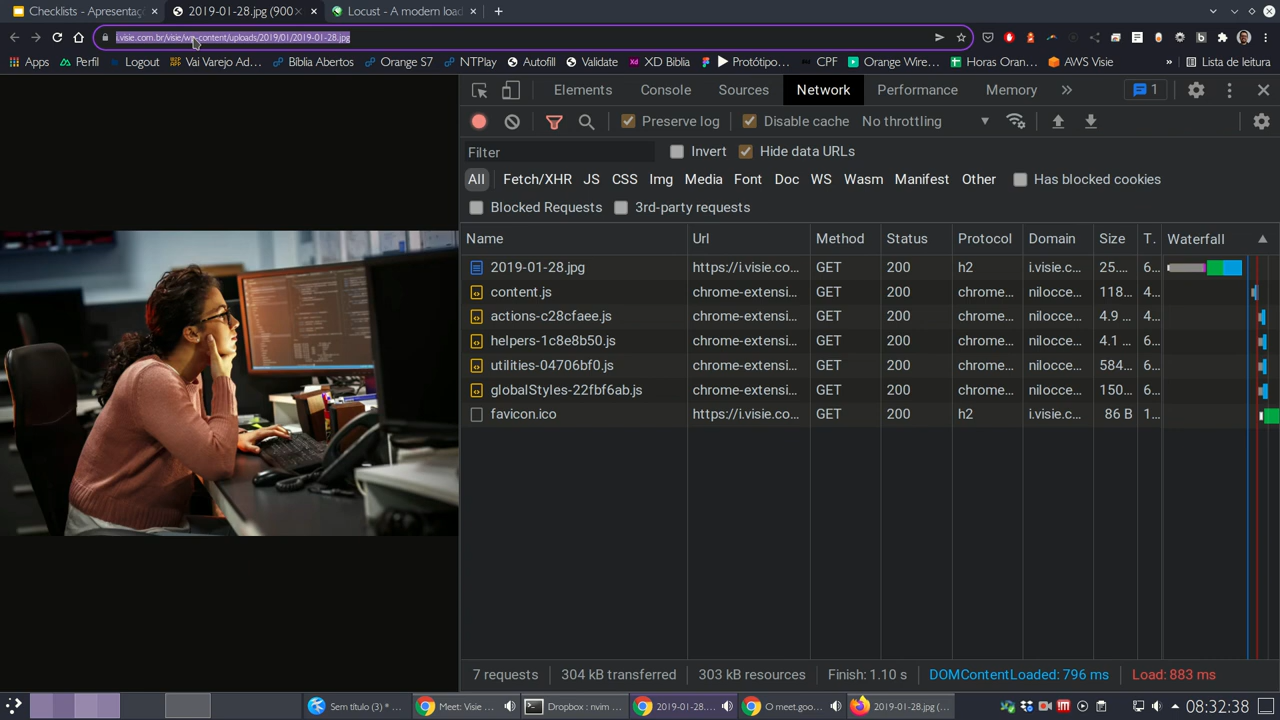 Checklists - Apresentaç
2019-01-28.jpg (900×
Locust - A modern load
i.visie.com.br/visie/wp-content/uploads/2019/01/2019-01-28.jpg
Apps Perfil Logout Vai Varejo Ad... Bíblia Abertos Orange S7 NTPlay Autofill Validate XD Biblia Protótipo... CPF Orange Wire... Horas Oran... AWS Visie » Lista de leitura
Elements Console Sources Network Performance Memory » 1
Preserve log Disable cache No throttling
Filter Invert Hide data URLs
All Fetch/XHR JS CSS Img Media Font Doc WS Wasm Manifest Other Has blocked cookies
Blocked Requests 3rd-party requests
Name Url Method Status Protocol Domain Size T. Waterfall
2019-01-28.jpg https://i.visie.co... GET 200 h2 i.visie.c... 25.... 6...
content.js chrome-extensi... GET 200 chrome... nilocce... 118... 4...
actions-c28cfaee.js chrome-extensi... GET 200 chrome... nilocce... 4.9 ... 6...
helpers-1c8e8b50.js chrome-extensi... GET 200 chrome... nilocce... 4.1 ... 6...
utilities-04706bf0.js chrome-extensi... GET 200 chrome... nilocce... 584... 6...
globalStyles-22fbf6ab.js chrome-extensi... GET 200 chrome... nilocce... 150... 6...
favicon.ico https://i.visie.co... GET 200 h2 i.visie.c... 86 B 1...
7 requests 304 kB transferred 303 kB resources Finish: 1.10 s DOMContentLoaded: 796 ms Load: 883 ms
Sem título (3) * ... Meet: Visie ... Dropbox : nvim ... 2019-01-28.... O meet.goo... 2019-01-28.jpg (... 08:32:38